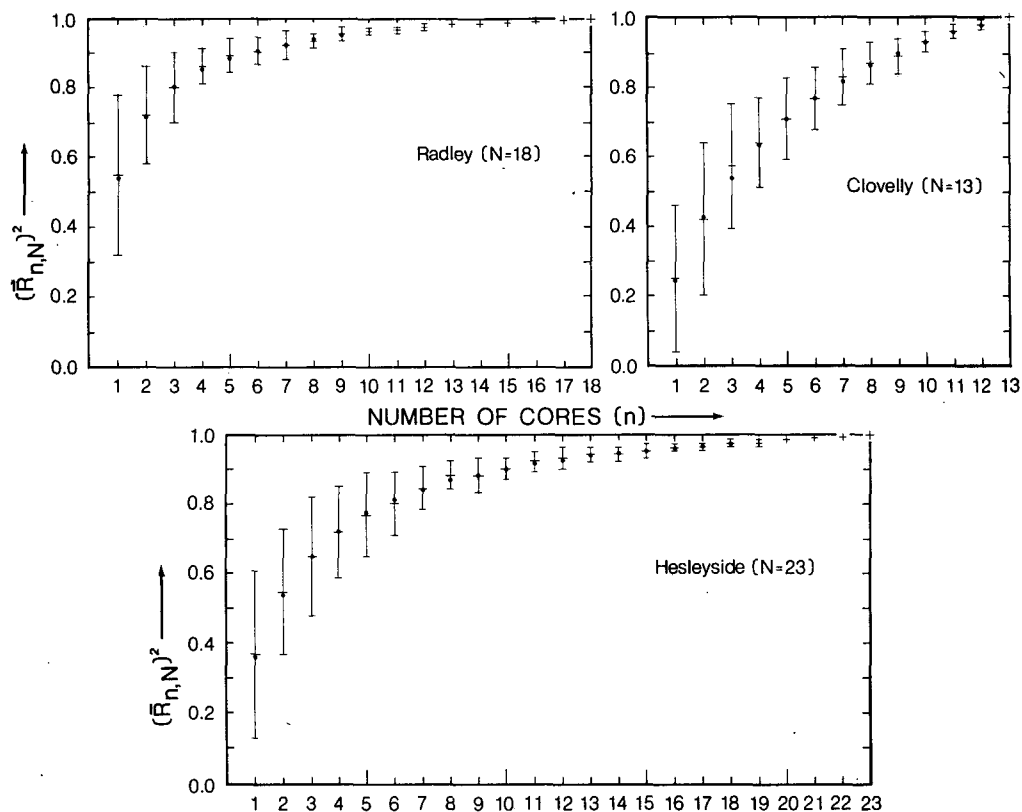 1.0
0.8
0.6
0.4
0.2
0.0
(R̄n,N)²
Radley (N=18)
1 2 3 4 5 6 7 8 9 10 11 12 13 14 15 16 17 18
1.0
0.8
0.6
0.4
0.2
0.0
Clovelly (N=13)
1 2 3 4 5 6 7 8 9 10 11 12 13
NUMBER OF CORES (n)
1.0
0.8
0.6
0.4
0.2
0.0
(R̄n,N)²
Hesleyside (N=23)
1 2 3 4 5 6 7 8 9 10 11 12 13 14 15 16 17 18 19 20 21 22 23